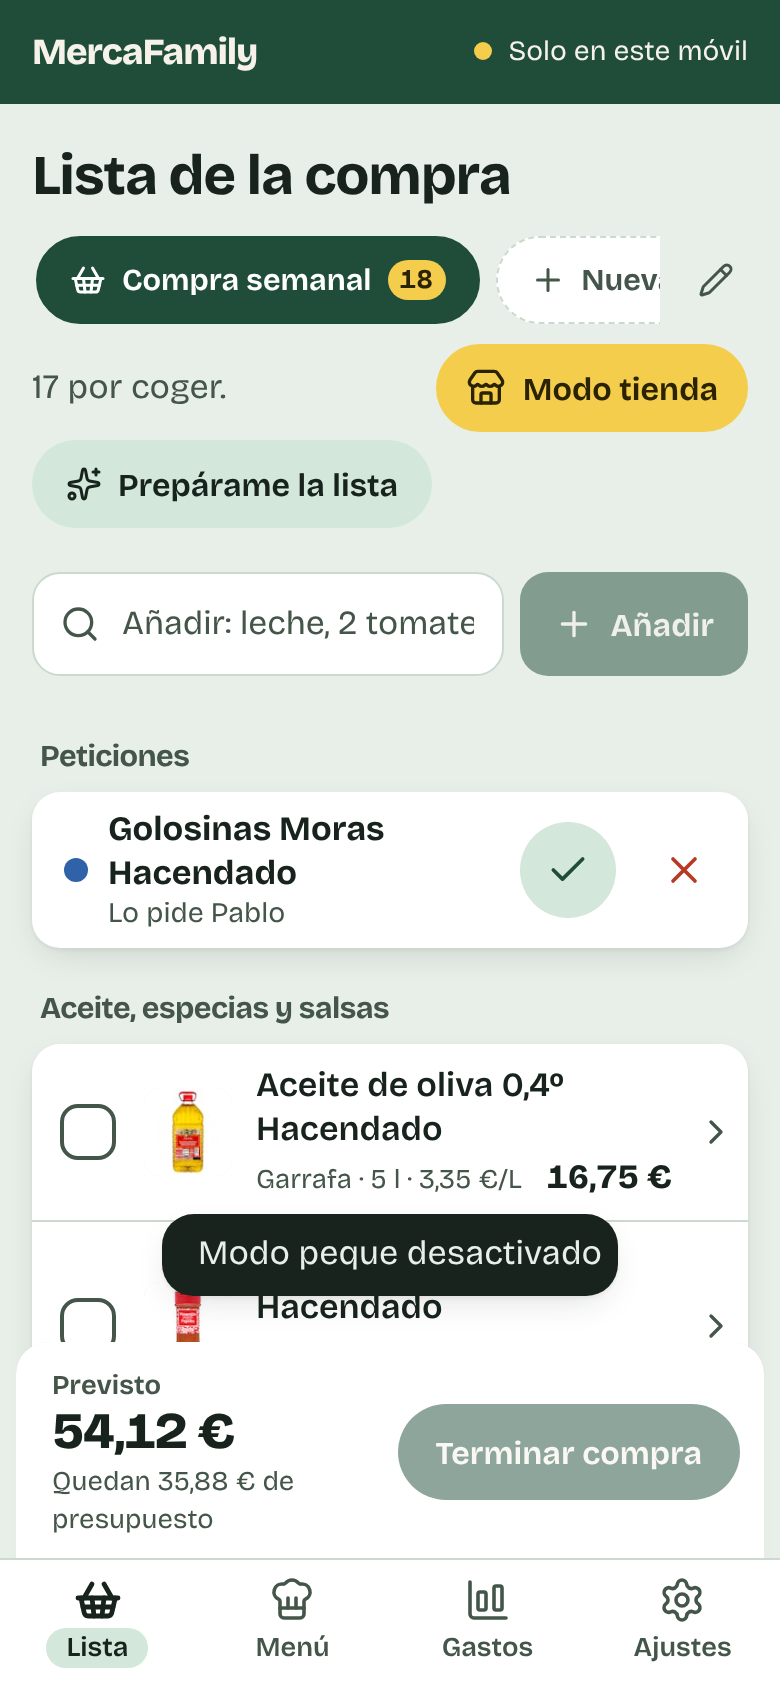 MercaFamily
Solo en este móvil
Lista de la compra
Compra semanal 18
+ Nueva
17 por coger.
Modo tienda
Prepárame la lista
Añadir: leche, 2 tomate
+ Añadir
Peticiones
Golosinas Moras
Hacendado
Lo pide Pablo
Aceite, especias y salsas
Aceite de oliva 0,4º
Hacendado
Garrafa · 5 l · 3,35 €/L 16,75 €
Modo peque desactivado
Hacendado
Previsto
54,12 €
Quedan 35,88 € de
presupuesto
Terminar compra
Lista
Menú
Gastos
Ajustes